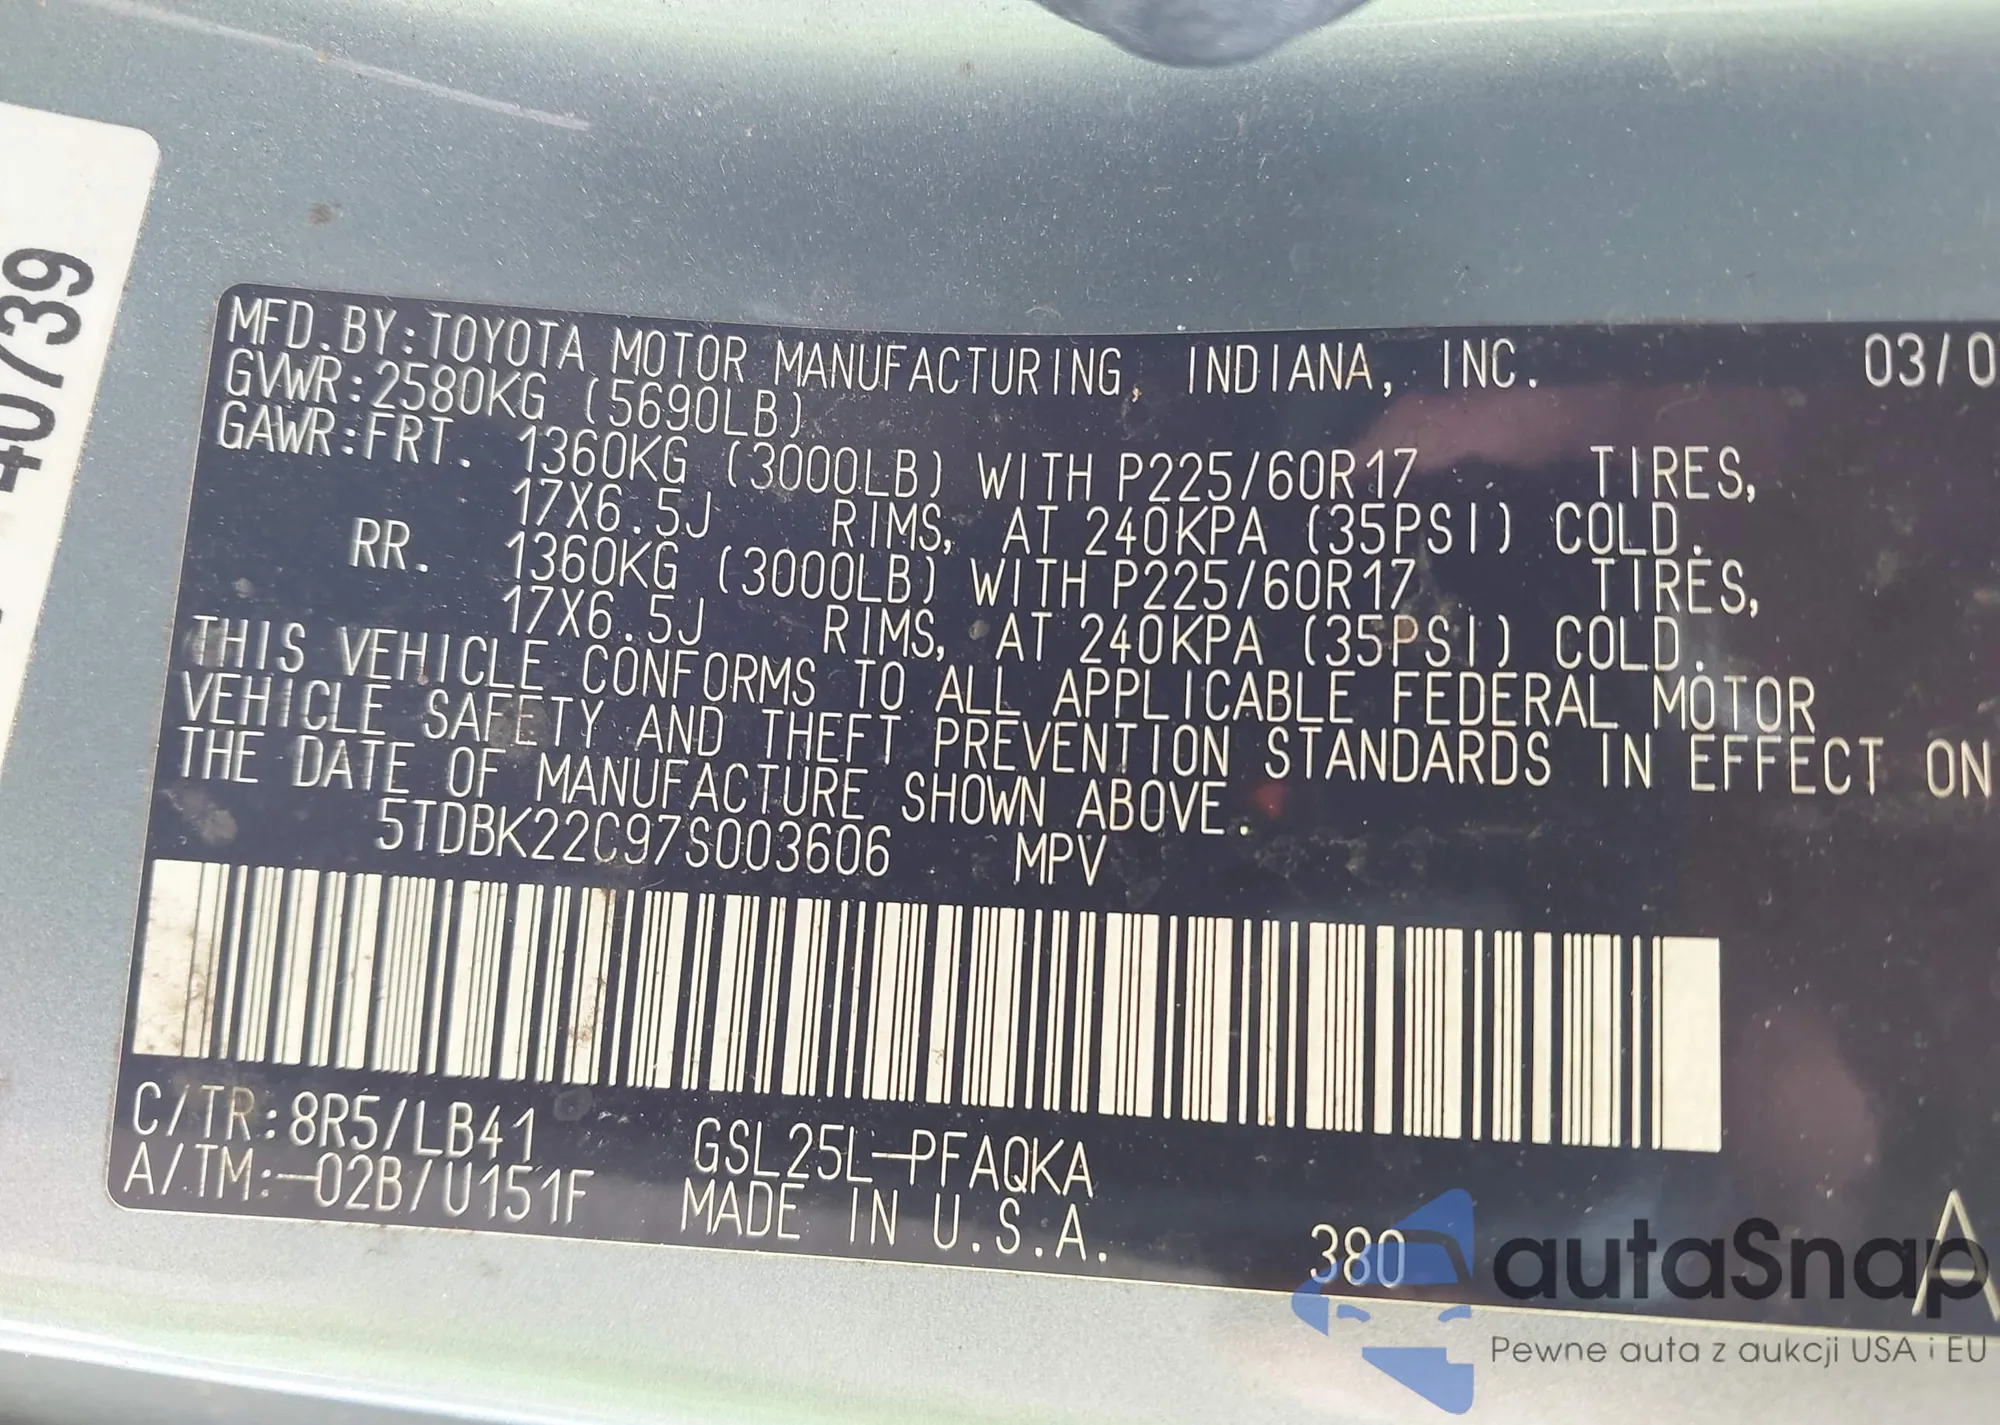 40739
MFD.BY:TOYOTA MOTOR MANUFACTURING, INDIANA, INC. 03/0
GVWR:2580KG (5690LB)
GAWR:FRT. 1360KG (3000LB) WITH P225/60R17 TIRES,
17X6.5J RIMS, AT 240KPA (35PSI) COLD.
RR. 1360KG (3000LB) WITH P225/60R17 TIRES,
17X6.5J RIMS, AT 240KPA (35PSI) COLD.
THIS VEHICLE CONFORMS TO ALL APPLICABLE FEDERAL MOTOR
VEHICLE SAFETY AND THEFT PREVENTION STANDARDS IN EFFECT ON
THE DATE OF MANUFACTURE SHOWN ABOVE.
5TDBK22C97S003606 MPV
C/TR:8R5/LB41 GSL25L-PFAQKA
A/TM:-02B/U151F MADE IN U.S.A.
380 A
autaSnap
Pewne auta z aukcji USA i EU